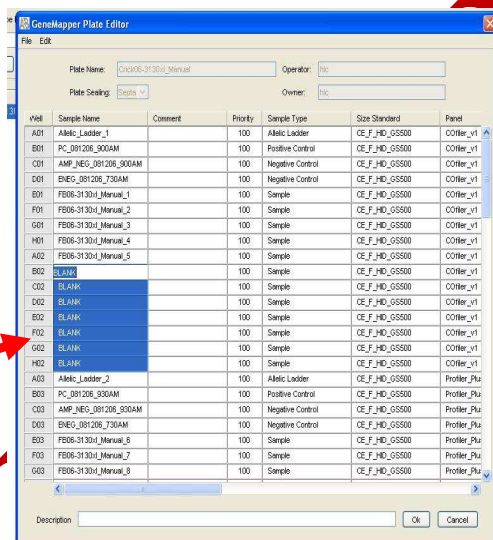 GeneMapper Plate Editor
File Edit
Plate Name: Crick06-3130xl_Manual Operator: hlc
Plate Sealing: Septa Owner: hlc
Well Sample Name Comment Priority Sample Type Size Standard Panel
A01 Allelic_Ladder_1 100 Allelic Ladder CE_F_HID_GS500 COfiler_v1
B01 PC_081206_900AM 100 Positive Control CE_F_HID_GS500 COfiler_v1
C01 AMP_NEG_081206_900AM 100 Negative Control CE_F_HID_GS500 COfiler_v1
D01 ENEG_081206_730AM 100 Negative Control CE_F_HID_GS500 COfiler_v1
E01 FB06-3130xl_Manual_1 100 Sample CE_F_HID_GS500 COfiler_v1
F01 FB06-3130xl_Manual_2 100 Sample CE_F_HID_GS500 COfiler_v1
G01 FB06-3130xl_Manual_3 100 Sample CE_F_HID_GS500 COfiler_v1
H01 FB06-3130xl_Manual_4 100 Sample CE_F_HID_GS500 COfiler_v1
A02 FB06-3130xl_Manual_5 100 Sample CE_F_HID_GS500 COfiler_v1
B02 BLANK 100 Sample CE_F_HID_GS500 COfiler_v1
C02 BLANK 100 Sample CE_F_HID_GS500 COfiler_v1
D02 BLANK 100 Sample CE_F_HID_GS500 COfiler_v1
E02 BLANK 100 Sample CE_F_HID_GS500 COfiler_v1
F02 BLANK 100 Sample CE_F_HID_GS500 COfiler_v1
G02 BLANK 100 Sample CE_F_HID_GS500 COfiler_v1
H02 BLANK 100 Sample CE_F_HID_GS500 COfiler_v1
A03 Allelic_Ladder_2 100 Allelic Ladder CE_F_HID_GS500 Profiler_Plu
B03 PC_081206_930AM 100 Positive Control CE_F_HID_GS500 Profiler_Plu
C03 AMP_NEG_081206_930AM 100 Negative Control CE_F_HID_GS500 Profiler_Plu
D03 ENEG_081206_730AM 100 Negative Control CE_F_HID_GS500 Profiler_Plu
E03 FB06-3130xl_Manual_6 100 Sample CE_F_HID_GS500 Profiler_Plu
F03 FB06-3130xl_Manual_7 100 Sample CE_F_HID_GS500 Profiler_Plu
G03 FB06-3130xl_Manual_8 100 Sample CE_F_HID_GS500 Profiler_Plu
Description Ok Cancel